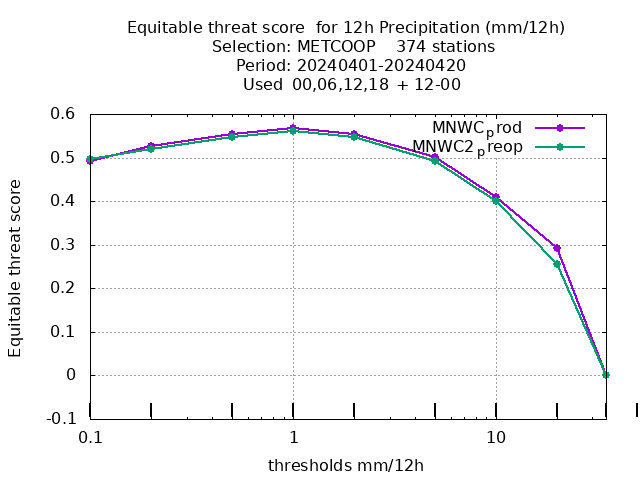 Equitable threat score  for 12h Precipitation (mm/12h)
Selection: METCOOP    374 stations
Period: 20240401-20240420
Used  00,06,12,18  + 12-00
MNWCprod
MNWC2preop
0.6
0.5
0.4
0.3
0.2
0.1
0
-0.1
0.1
1
10
Equitable threat score
thresholds mm/12h